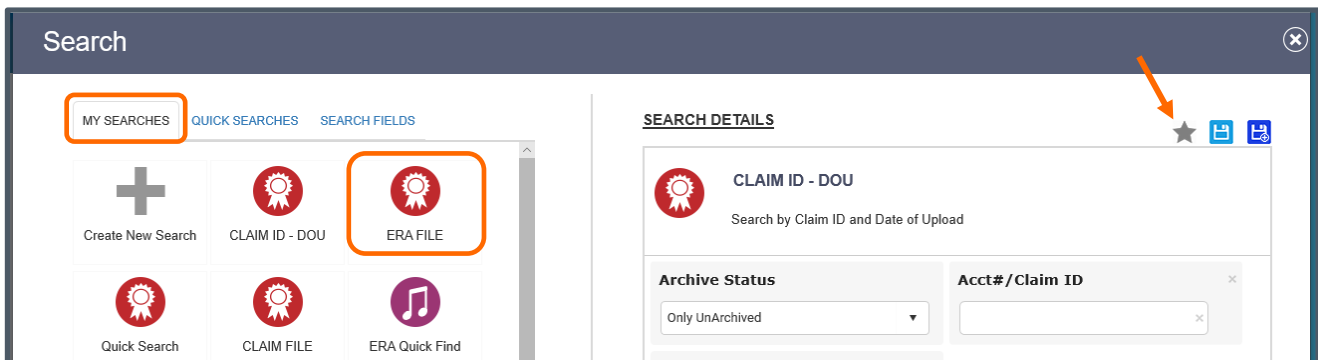 Search
MY SEARCHES QUICK SEARCHES SEARCH FIELDS
Create New Search CLAIM ID - DOU ERA FILE
Quick Search CLAIM FILE ERA Quick Find
SEARCH DETAILS
CLAIM ID - DOU
Search by Claim ID and Date of Upload
Archive Status Acct#/Claim ID
Only UnArchived